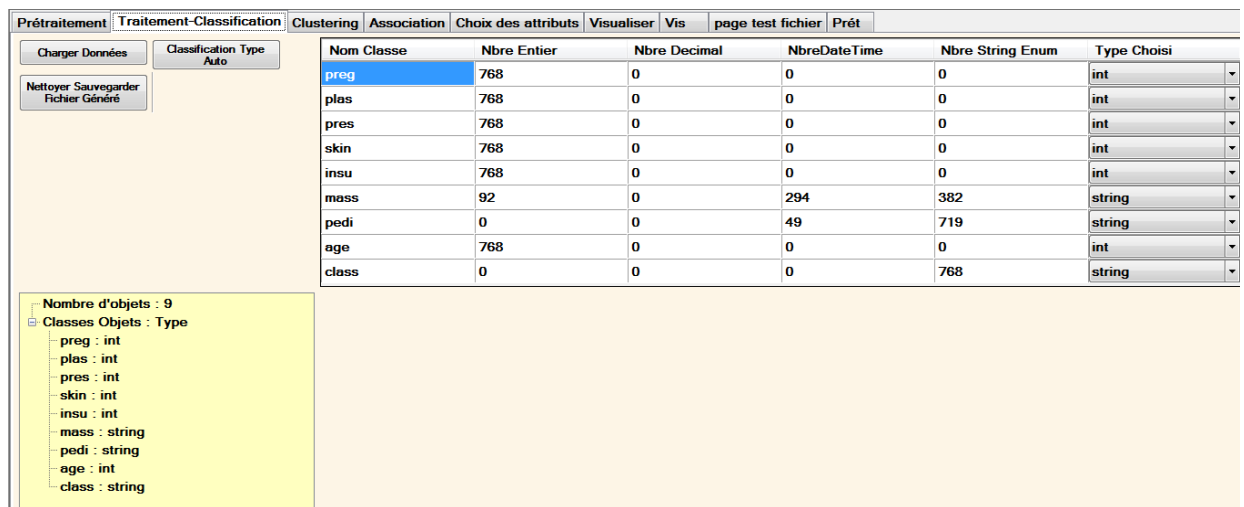 Prétraitement Traitement-Classification Clustering Association Choix des attributs Visualiser Vis page test fichier Prét
Charger Données
Classification Type
Auto
Nettoyer Sauvegarder
Fichier Généré
Nom Classe Nbre Entier Nbre Decimal NbreDateTime Nbre String Enum Type Choisi
preg 768 0 0 0 int
plas 768 0 0 0 int
pres 768 0 0 0 int
skin 768 0 0 0 int
insu 768 0 0 0 int
mass 92 0 294 382 string
pedi 0 0 49 719 string
age 768 0 0 0 int
class 0 0 0 768 string
Nombre d'objets : 9
Classes Objets : Type
preg : int
plas : int
pres : int
skin : int
insu : int
mass : string
pedi : string
age : int
class : string